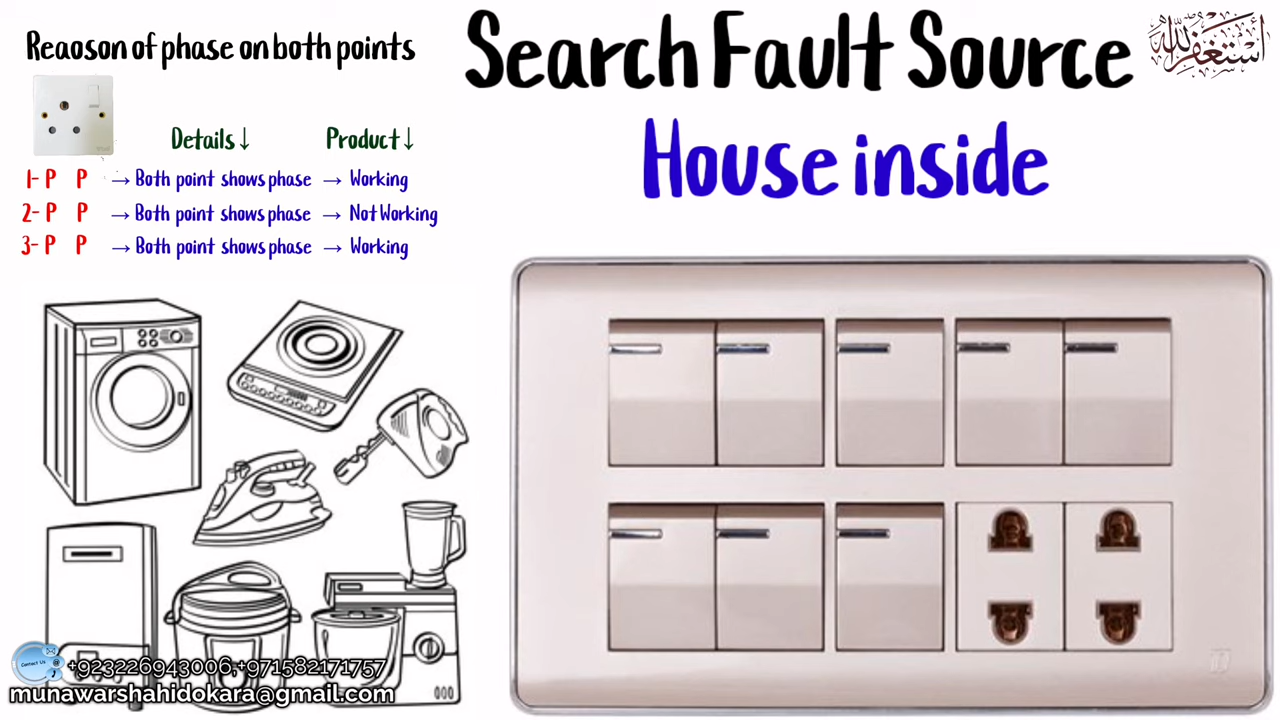 Reaoson of phase on both points
Search Fault Source
أستغفر الله
House inside
Details↓ Product↓
1- P P → Both point shows phase → Working
2- P P → Both point shows phase → Not Working
3- P P → Both point shows phase → Working
Contact Us
+923226943006,+971582171757
munawarshahidokara@gmail.com